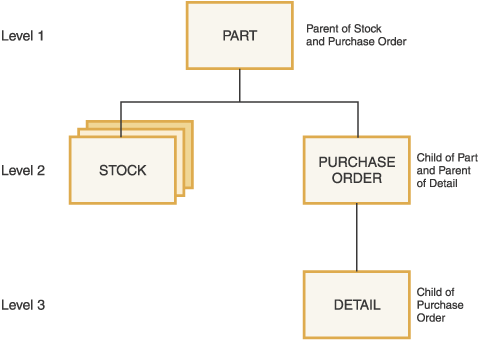 Level 1
PART
Parent of Stock
and Purchase Order
Level 2
STOCK
PURCHASE
ORDER
Child of Part
and Parent
of Detail
Level 3
DETAIL
Child of
Purchase
Order